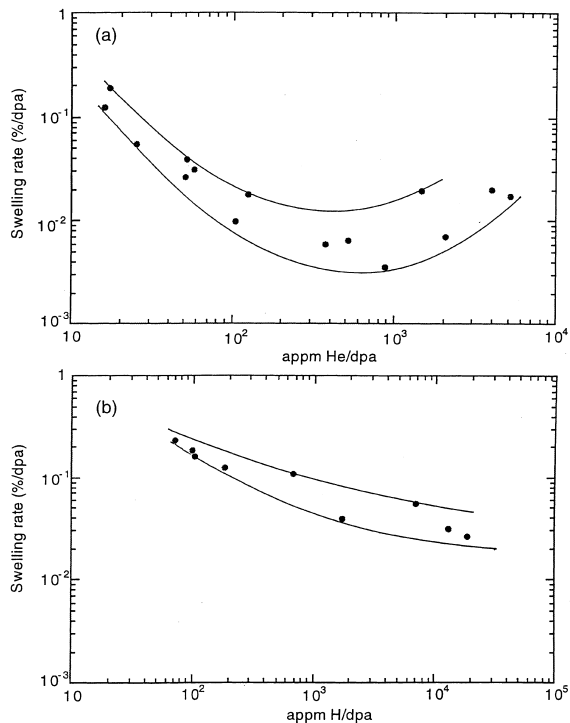 (a)
Swelling rate (%/dpa)
1
10⁻¹
10⁻²
10⁻³
10
10²
10³
10⁴
appm He/dpa
(b)
Swelling rate (%/dpa)
1
10⁻¹
10⁻²
10⁻³
10
10²
10³
10⁴
10⁵
appm H/dpa